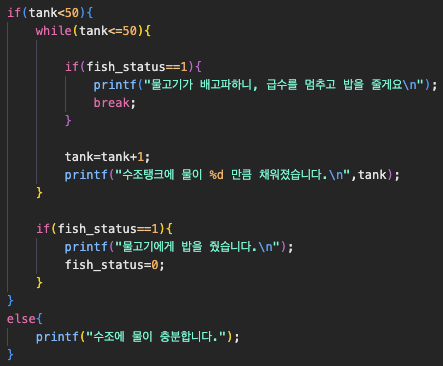 if(tank<50){
while(tank<=50){
if(fish_status==1){
printf("물고기가 배고파하니, 급수를 멈추고 밥을 줄게요\n");
break;
}
tank=tank+1;
printf("수조탱크에 물이 %d 만큼 채워졌습니다.\n",tank);
}
if(fish_status==1){
printf("물고기에게 밥을 줬습니다.\n");
fish_status=0;
}
}
else{
printf("수조에 물이 충분합니다.");
}